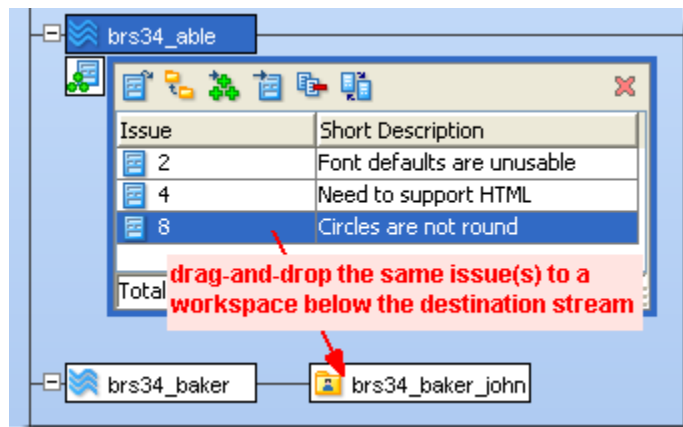 brs34_able
Issue Short Description
2 Font defaults are unusable
4 Need to support HTML
8 Circles are not round
drag-and-drop the same issue(s) to a
Total workspace below the destination stream
brs34_baker brs34_baker_john